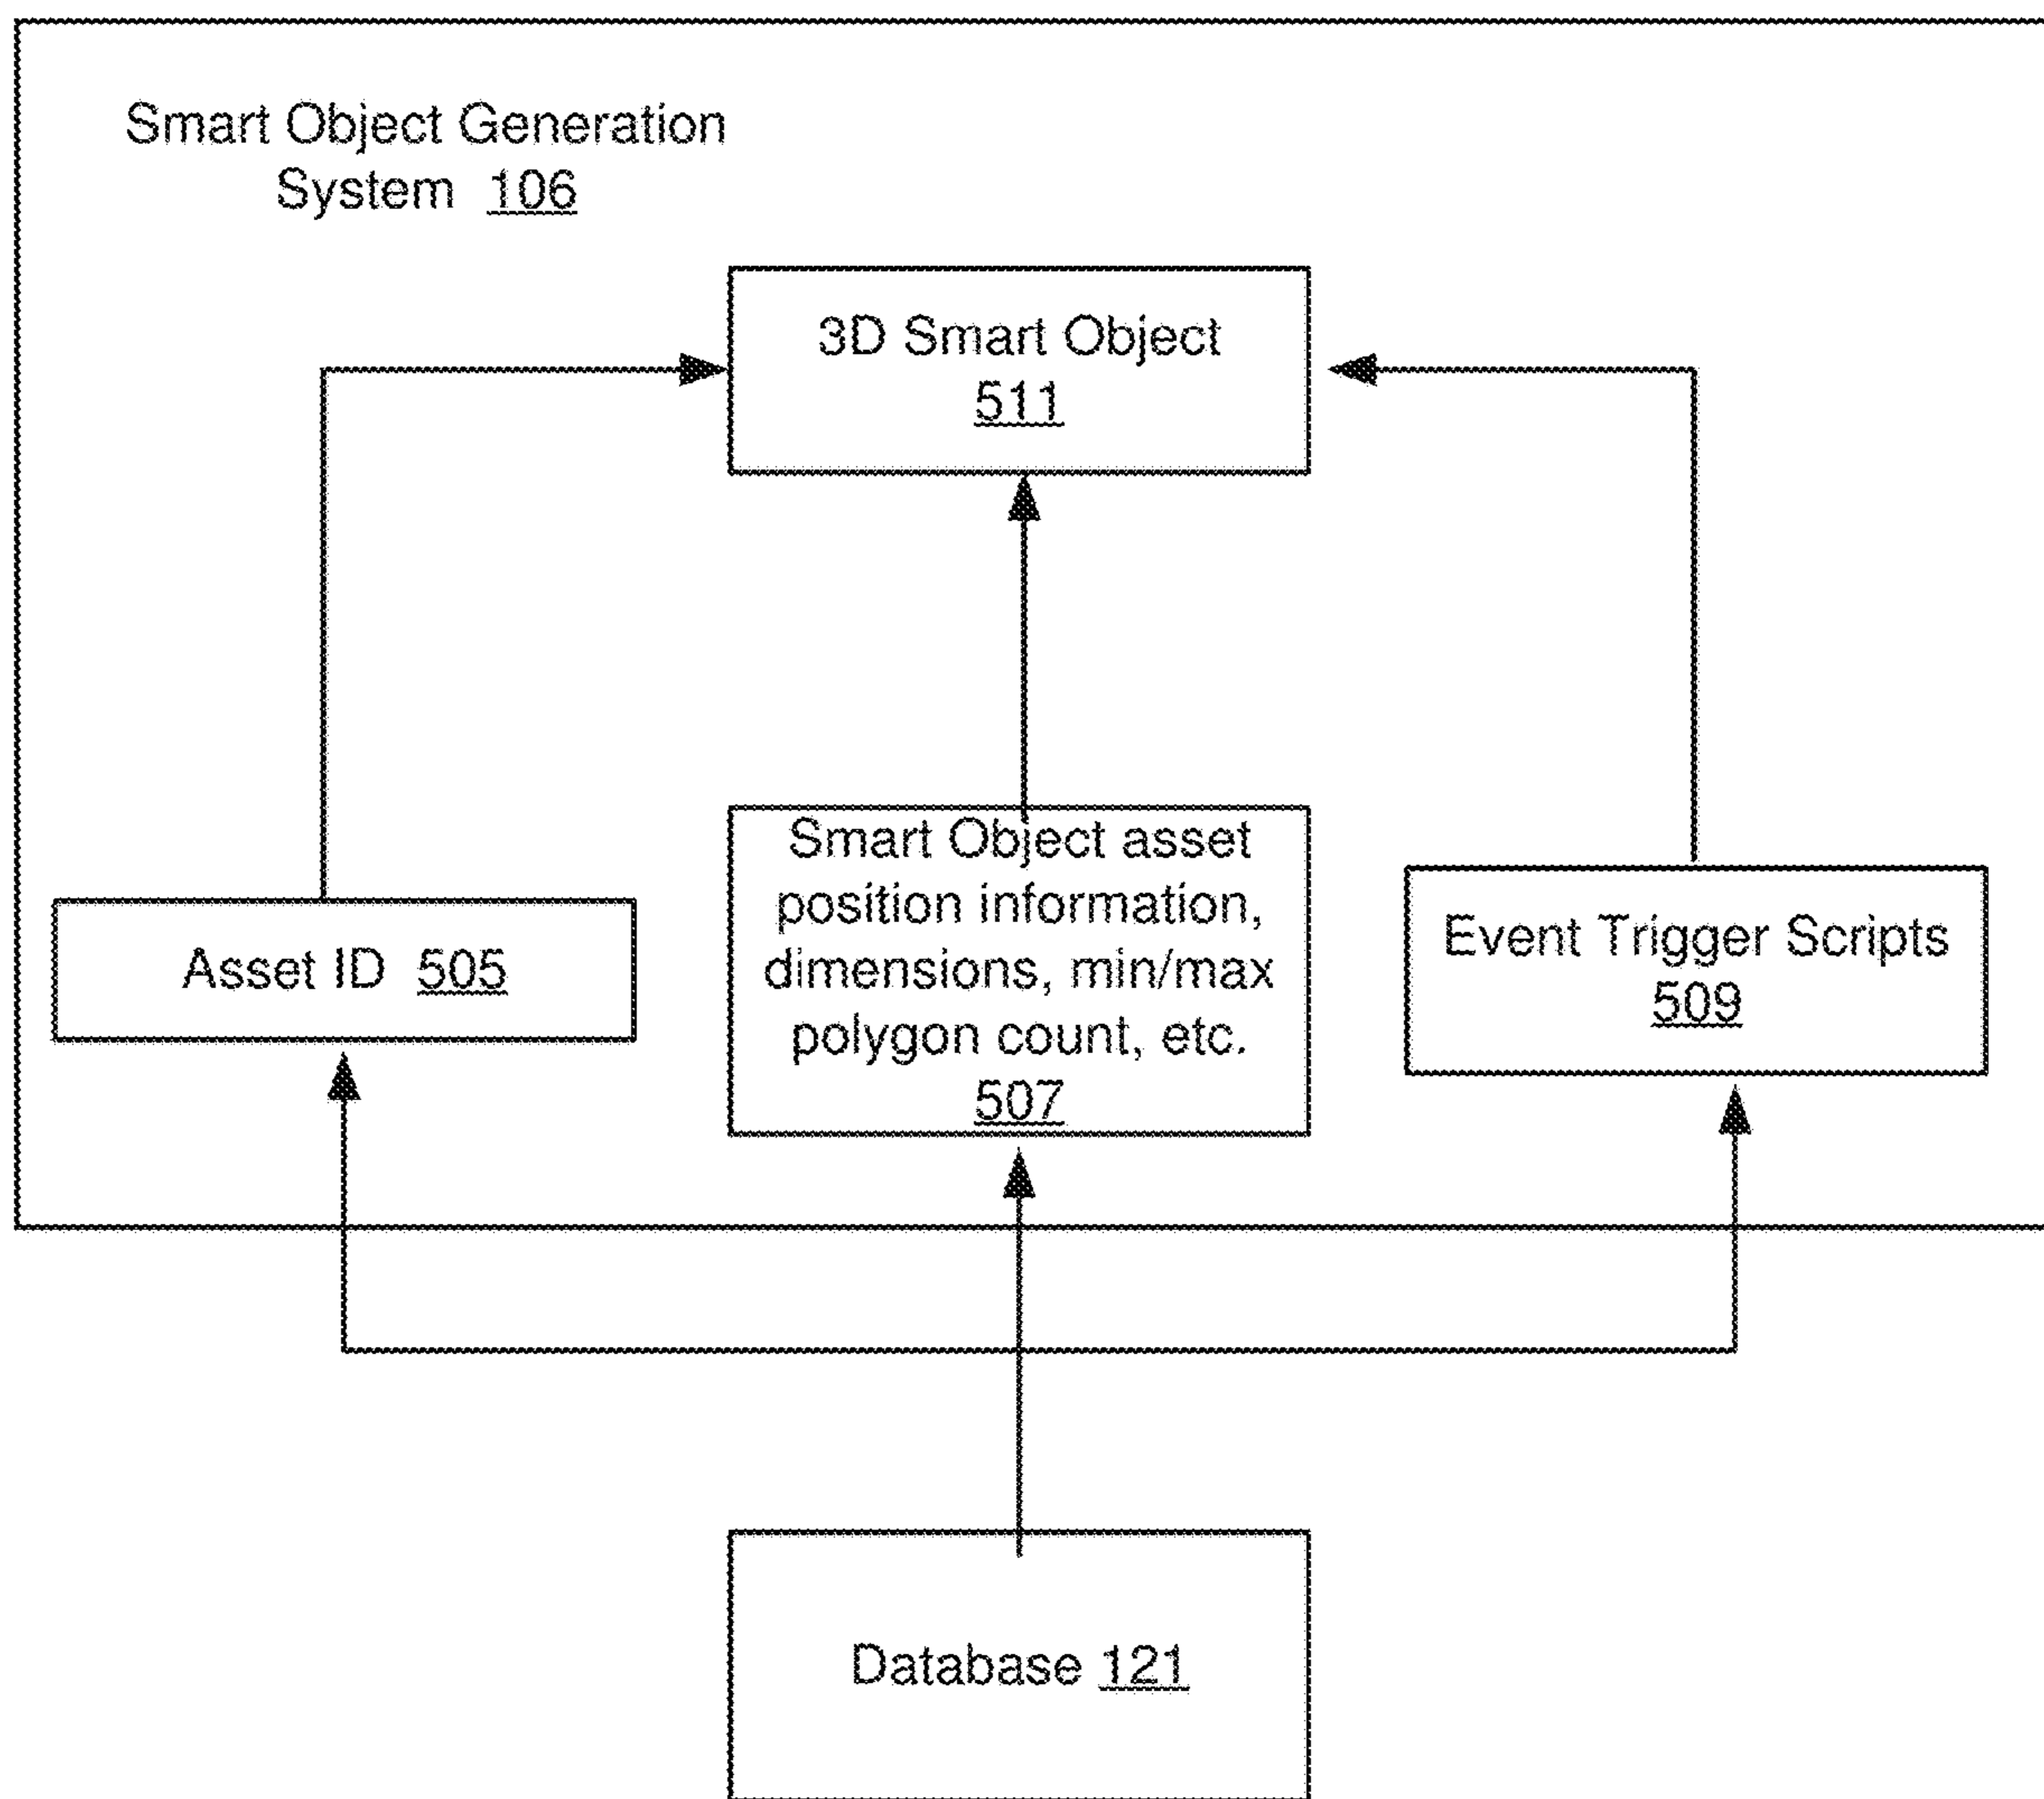 Smart Object Generation
System 106
3D Smart Object
511
Asset ID 505
Smart Object asset
position information,
dimensions, min/max
polygon count, etc.
507
Event Trigger Scripts
509
Database 121